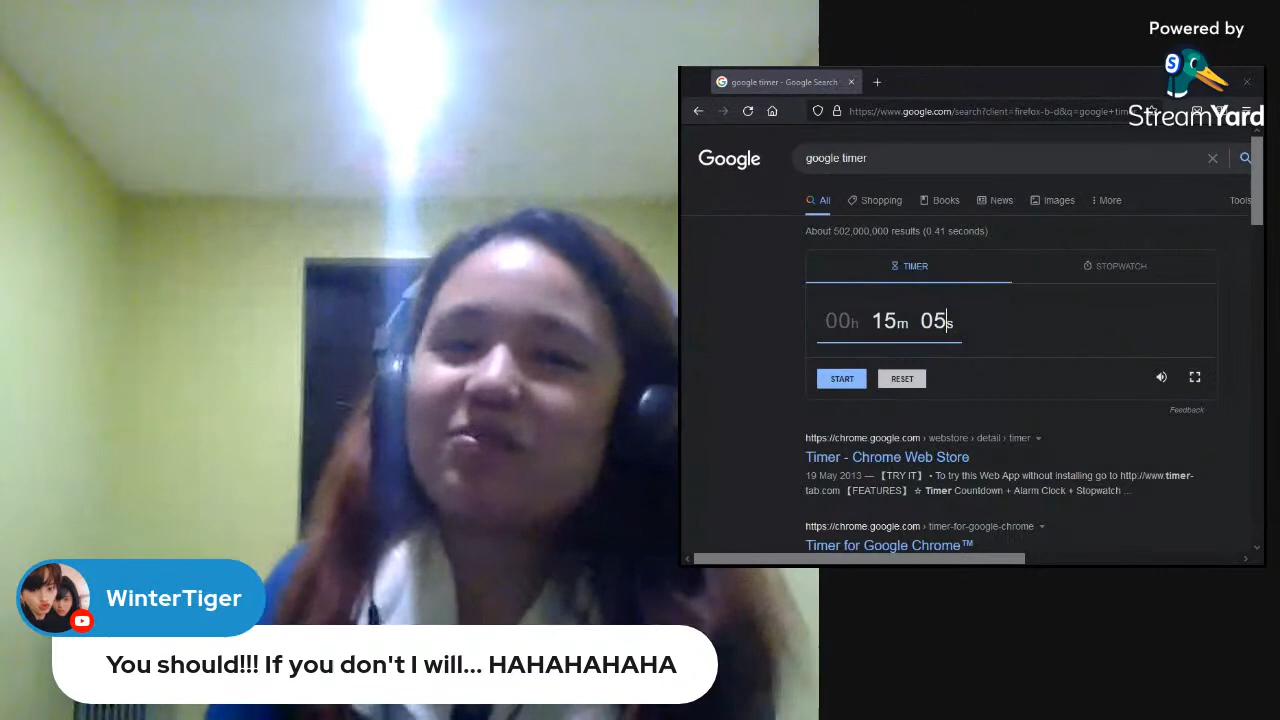 Powered by
StreamYard
google timer - Google Search
https://www.google.com/search?client=firefox-b-d&q=google+tim
Google
google timer
All
Shopping
Books
News
Images
More
Tools
About 502,000,000 results (0.41 seconds)
TIMER
STOPWATCH
00h 15m 05s
START
RESET
Feedback
https://chrome.google.com › webstore › detail › timer
Timer - Chrome Web Store
19 May 2013 — 【TRY IT】 • To try this Web App without installing go to http://www.timer-
tab.com 【FEATURES】 ☆ Timer Countdown + Alarm Clock + Stopwatch ...
https://chrome.google.com › timer-for-google-chrome
Timer for Google Chrome™
WinterTiger
You should!!! If you don't I will... HAHAHAHAHA